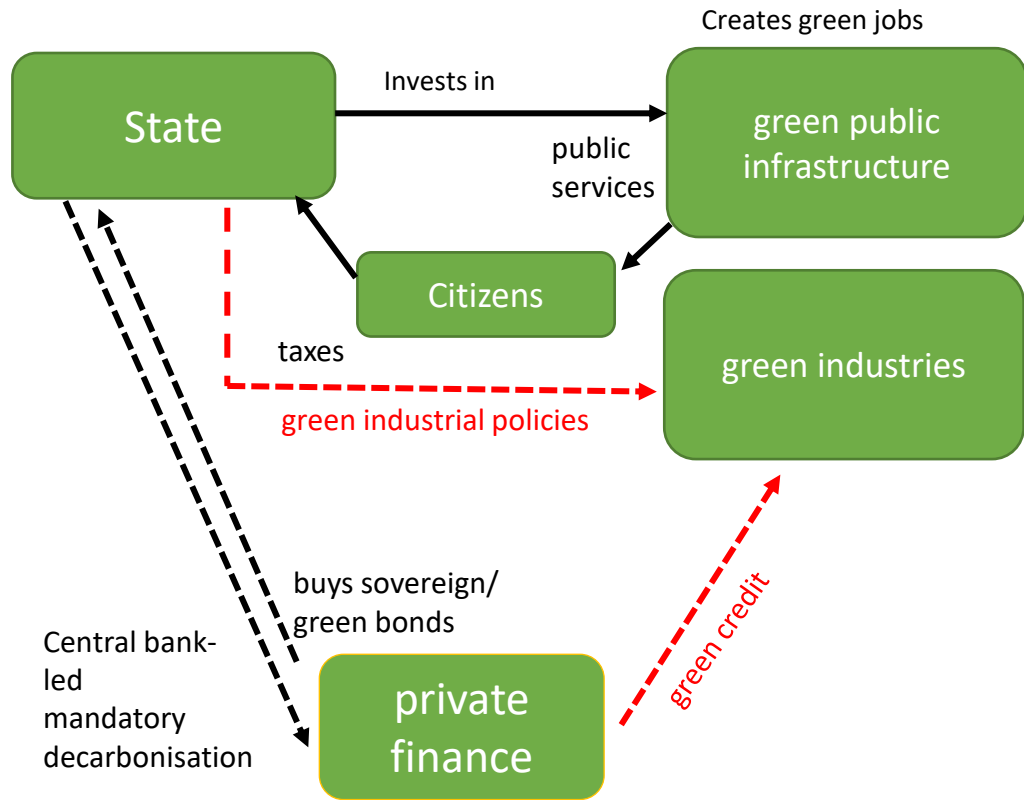 Creates green jobs
State
Invests in
green public
infrastructure
public
services
Citizens
green industries
taxes
green industrial policies
buys sovereign/
green bonds
green credit
Central bank-
led
mandatory
decarbonisation
private
finance